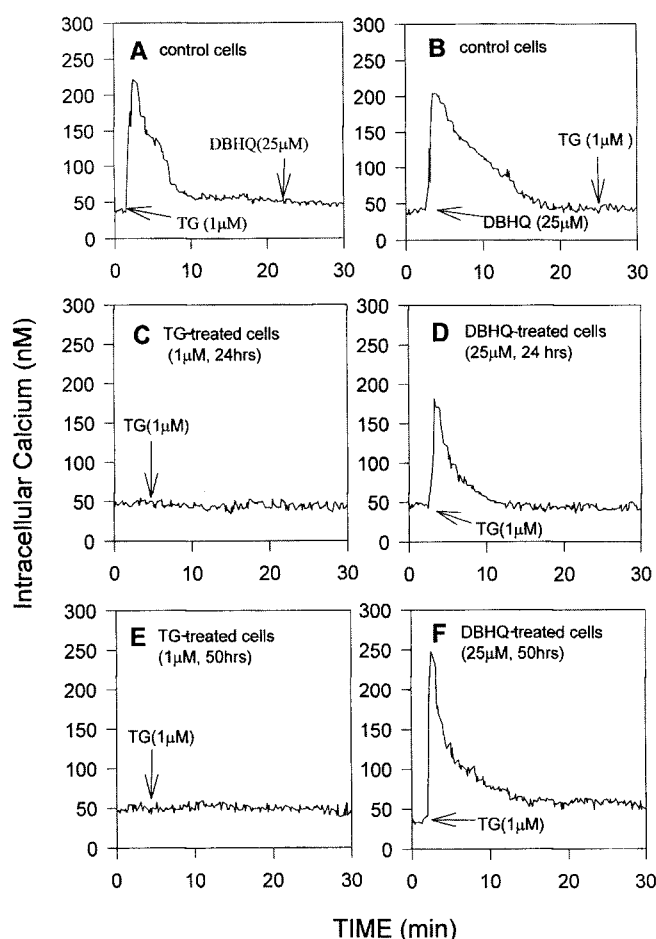 A control cells
300
250
200
150
100
50
0
DBHQ(25μM)
TG (1μM)
0 10 20 30
B control cells
300
250
200
150
100
50
0
TG (1μM )
DBHQ (25μM)
0 10 20 30
C TG-treated cells
(1μM, 24hrs)
300
250
200
150
100
50
0
TG(1μM)
0 10 20 30
D DBHQ-treated cells
(25μM, 24 hrs)
300
250
200
150
100
50
0
TG(1μM)
0 10 20 30
E TG-treated cells
(1μM, 50hrs)
300
250
200
150
100
50
0
TG(1μM)
0 10 20 30
F DBHQ-treated cells
(25μM, 50hrs)
300
250
200
150
100
50
0
TG(1μM)
0 10 20 30
Intracellular Calcium (nM)
TIME (min)